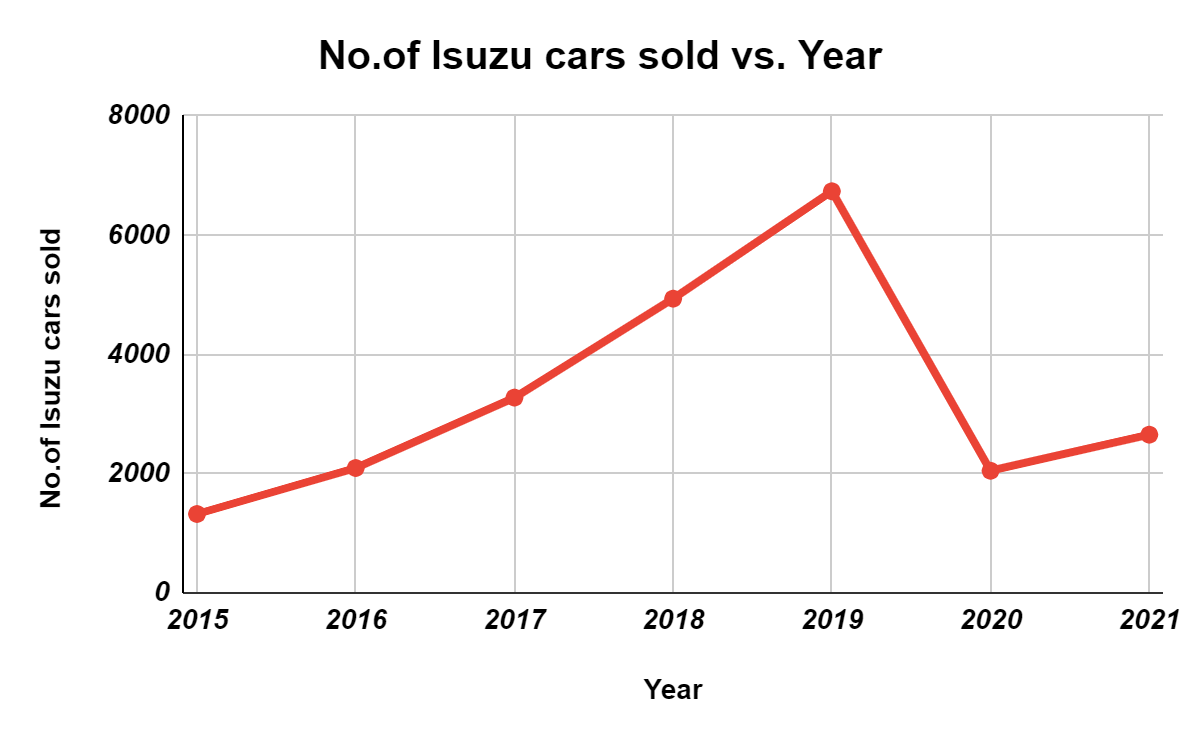 No.of Isuzu cars sold vs. Year
No.of Isuzu cars sold
8000
6000
4000
2000
0
2015 2016 2017 2018 2019 2020 2021
Year